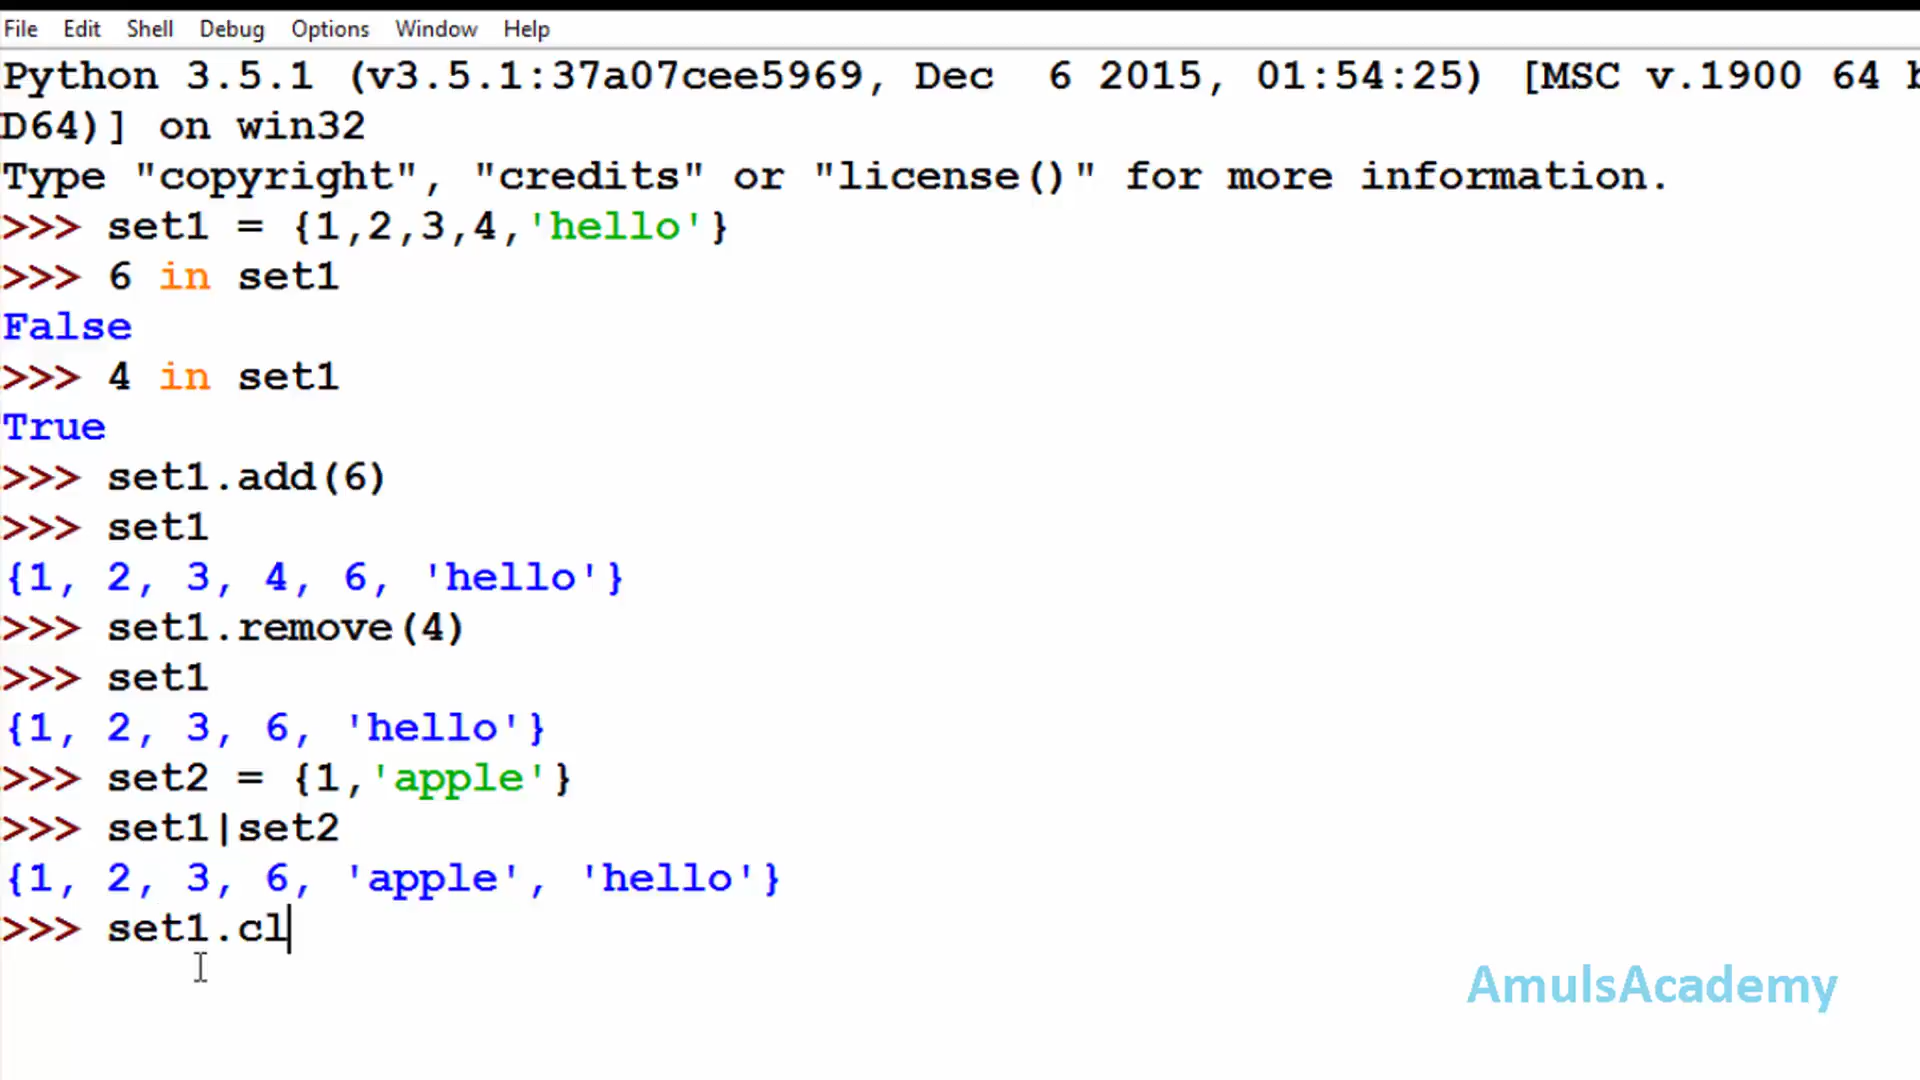 File Edit Shell Debug Options Window Help
Python 3.5.1 (v3.5.1:37a07cee5969, Dec  6 2015, 01:54:25) [MSC v.1900 64 b
D64)] on win32
Type "copyright", "credits" or "license()" for more information.
>>> set1 = {1,2,3,4,'hello'}
>>> 6 in set1
False
>>> 4 in set1
True
>>> set1.add(6)
>>> set1
{1, 2, 3, 4, 6, 'hello'}
>>> set1.remove(4)
>>> set1
{1, 2, 3, 6, 'hello'}
>>> set2 = {1,'apple'}
>>> set1|set2
{1, 2, 3, 6, 'apple', 'hello'}
>>> set1.cl
AmulsAcademy